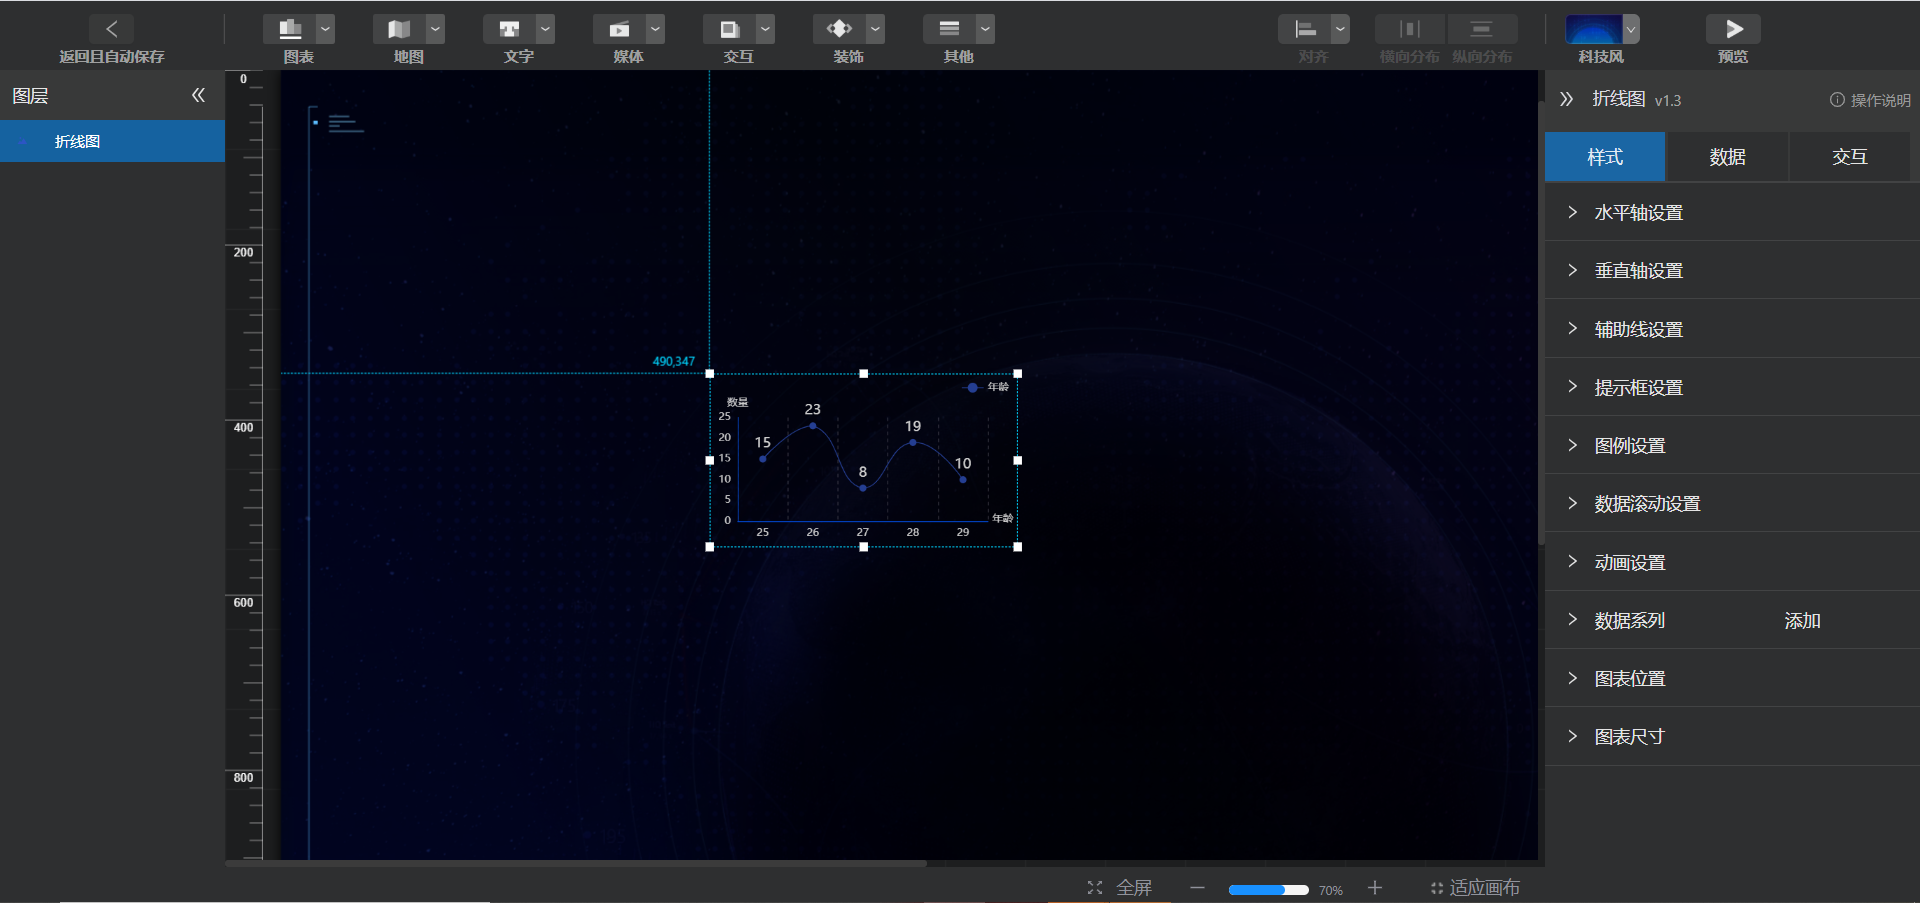 返回且自动保存
图表
地图
文字
媒体
交互
装饰
其他
对齐
横向分布
纵向分布
科技风
预览
图层
折线图
0
200
400
600
800
490,347
年龄
数量
25
20
15
10
5
0
15
23
8
19
10
25 26 27 28 29
年龄
折线图 v1.3
操作说明
样式
数据
交互
水平轴设置
垂直轴设置
辅助线设置
提示框设置
图例设置
数据滚动设置
动画设置
数据系列 添加
图表位置
图表尺寸
全屏
70%
适应画布